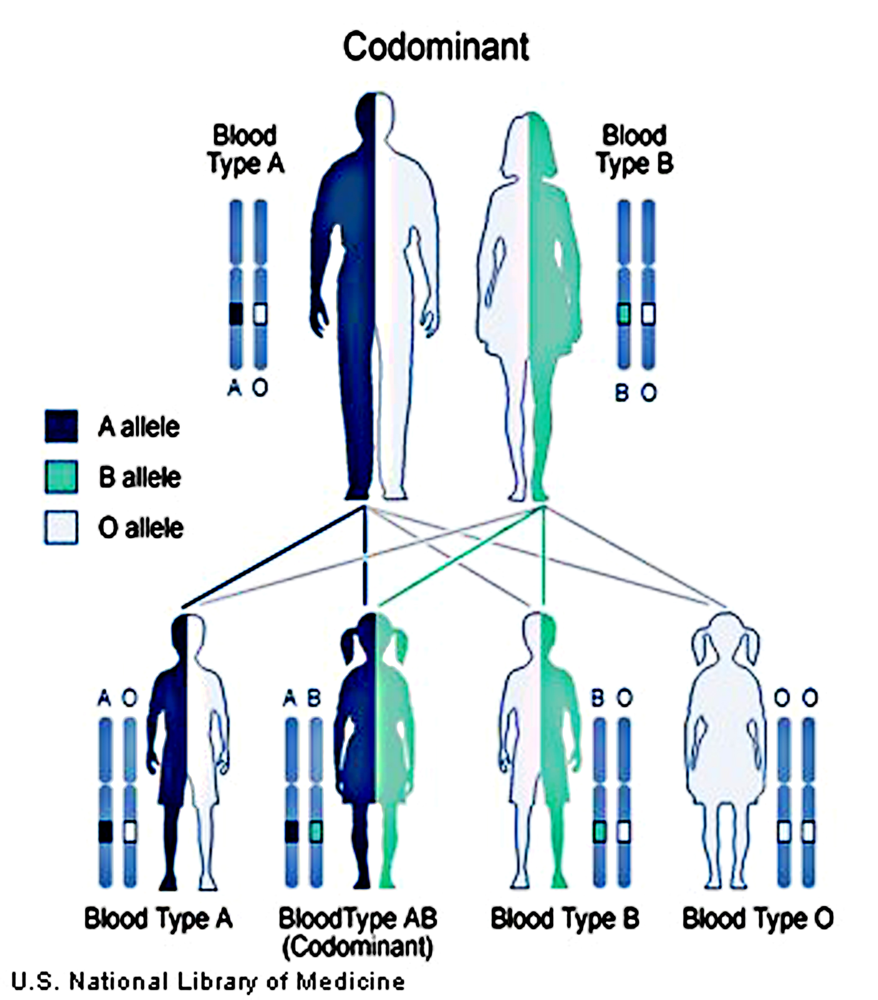 Codominant
Blood
Type A
Blood
Type B
A O
B O
A allele
B allele
O allele
A O
A B
B O
O O
Blood Type A
BloodType AB
(Codominant)
Blood Type B
Blood Type O
U.S. National Library of Medicine